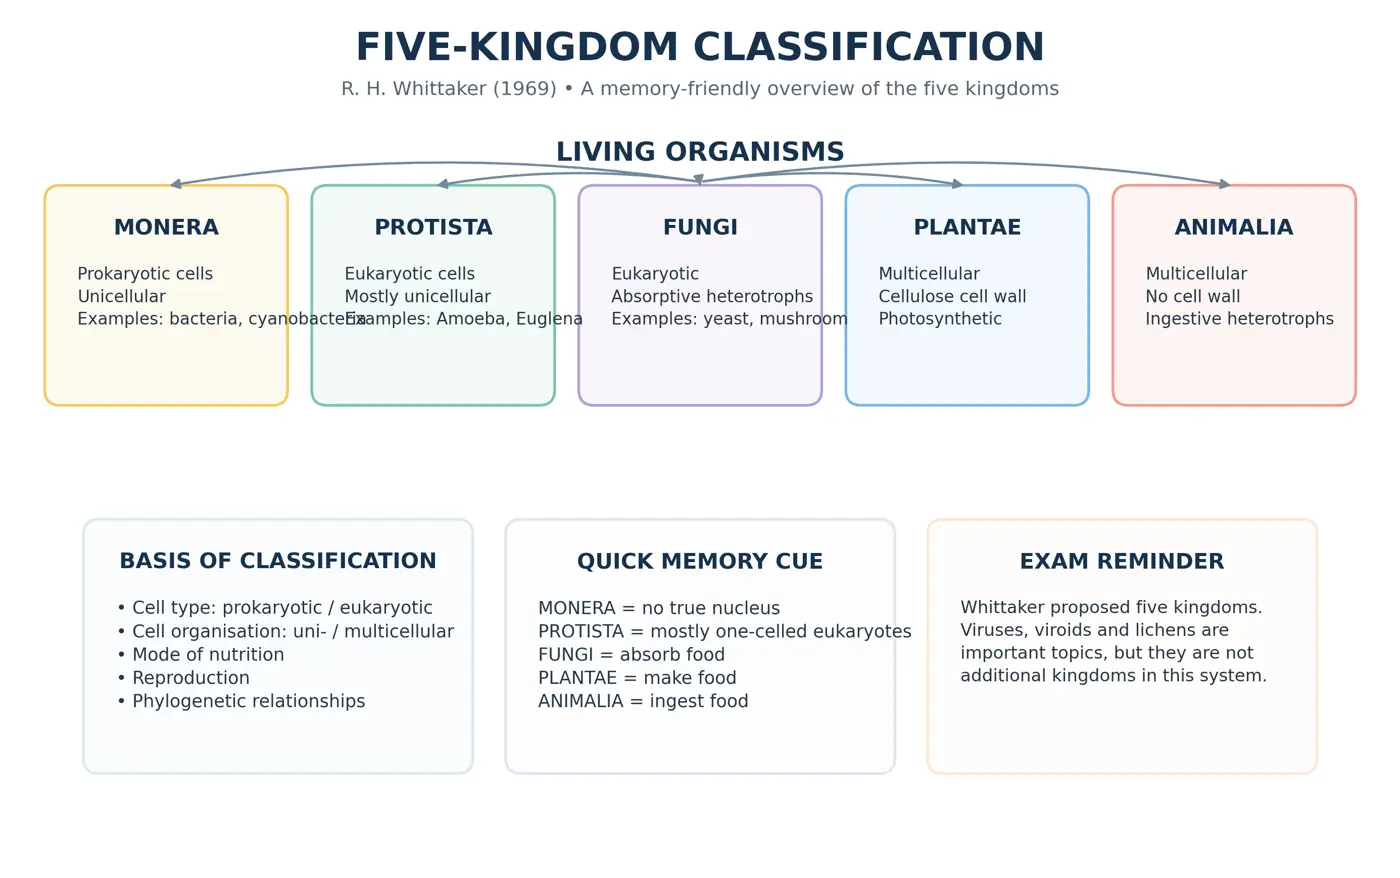 FIVE-KINGDOM CLASSIFICATION
R. H. Whittaker (1969) • A memory-friendly overview of the five kingdoms
LIVING ORGANISMS
MONERA
Prokaryotic cells
Unicellular
Examples: bacteria, cyanobacteria
PROTISTA
Eukaryotic cells
Mostly unicellular
Examples: Amoeba, Euglena
FUNGI
Eukaryotic
Absorptive heterotrophs
Examples: yeast, mushroom
PLANTAE
Multicellular
Cellulose cell wall
Photosynthetic
ANIMALIA
Multicellular
No cell wall
Ingestive heterotrophs
BASIS OF CLASSIFICATION
• Cell type: prokaryotic / eukaryotic
• Cell organisation: uni- / multicellular
• Mode of nutrition
• Reproduction
• Phylogenetic relationships
QUICK MEMORY CUE
MONERA = no true nucleus
PROTISTA = mostly one-celled eukaryotes
FUNGI = absorb food
PLANTAE = make food
ANIMALIA = ingest food
EXAM REMINDER
Whittaker proposed five kingdoms.
Viruses, viroids and lichens are
important topics, but they are not
additional kingdoms in this system.